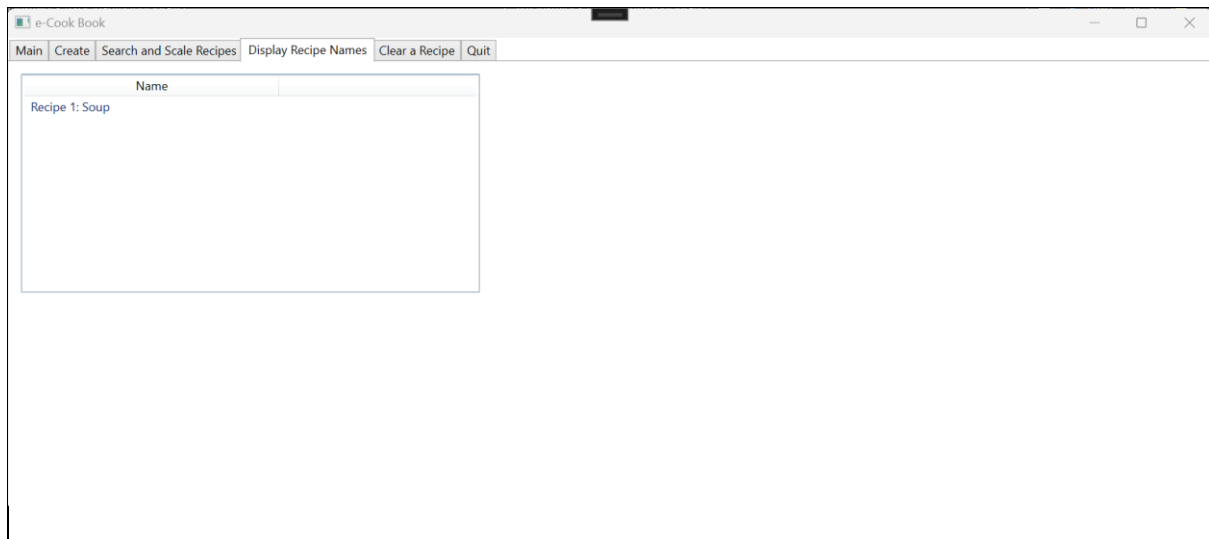 e-Cook Book
Main Create Search and Scale Recipes Display Recipe Names Clear a Recipe Quit
Name
Recipe 1: Soup